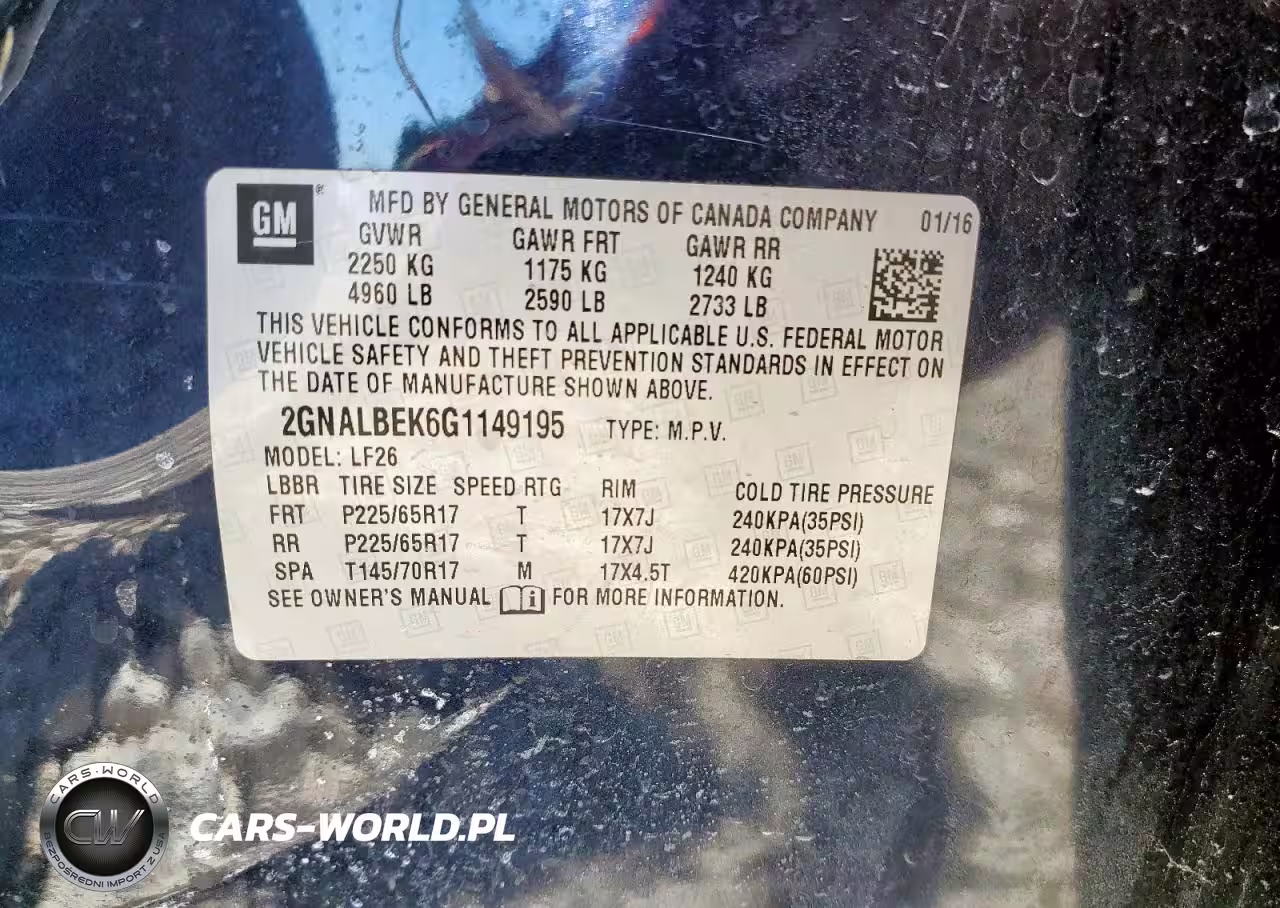 GM®
MFD BY GENERAL MOTORS OF CANADA COMPANY 01/16
GVWR GAWR FRT GAWR RR
2250 KG 1175 KG 1240 KG
4960 LB 2590 LB 2733 LB
THIS VEHICLE CONFORMS TO ALL APPLICABLE U.S. FEDERAL MOTOR
VEHICLE SAFETY AND THEFT PREVENTION STANDARDS IN EFFECT ON
THE DATE OF MANUFACTURE SHOWN ABOVE.
2GNALBEK6G1149195 TYPE: M.P.V.
MODEL: LF26
LBBR TIRE SIZE SPEED RTG RIM COLD TIRE PRESSURE
FRT P225/65R17 T 17X7J 240KPA(35PSI)
RR P225/65R17 T 17X7J 240KPA(35PSI)
SPA T145/70R17 M 17X4.5T 420KPA(60PSI)
SEE OWNER'S MANUAL i FOR MORE INFORMATION.
CARS-WORLD
CW
BEZPOŚREDNI IMPORT Z USA
CARS-WORLD.PL